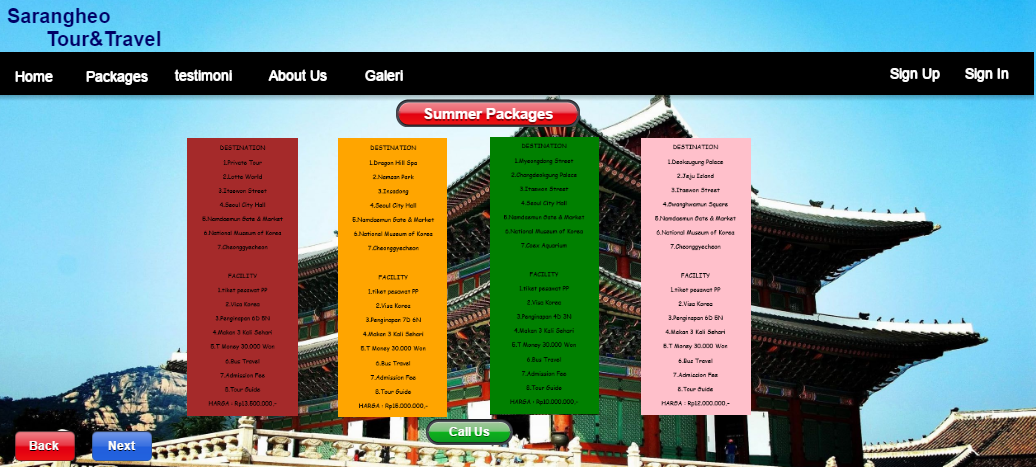 Sarangheo
Tour&Travel
Home Packages testimoni About Us Galeri Sign Up Sign In
Summer Packages
DESTINATION
1.Private Tour
2.Lotte World
3.Itaewon Street
4.Seoul City Hall
5.Namdaemun Gate & Market
6.National Museum of Korea
7.Cheonggyecheon
FACILITY
1.tiket pesawat PP
2.Visa Korea
3.Penginapan 6D 5N
4.Makan 3 Kali Sehari
5.T Money 30.000 Won
6.Bus Travel
7.Admission Fee
8.Tour Guide
HARGA : Rp13.500.000,-
DESTINATION
1.Dragon Hill Spa
2.Namsan Park
3.Insadong
4.Seoul City Hall
5.Namdaemun Gate & Market
6.National Museum of Korea
7.Cheonggyecheon
FACILITY
1.tiket pesawat PP
2.Visa Korea
3.Penginapan 7D 6N
4.Makan 3 Kali Sehari
5.T Money 30.000 Won
6.Bus Travel
7.Admission Fee
8.Tour Guide
HARGA : Rp15.000.000,-
DESTINATION
1.Myeongdong Street
2.Changdeokgung Palace
3.Itaewon Street
4.Seoul City Hall
5.Namdaemun Gate & Market
6.National Museum of Korea
7.Coex Aquarium
FACILITY
1.tiket pesawat PP
2.Visa Korea
3.Penginapan 4D 3N
4.Makan 3 Kali Sehari
5.T Money 30.000 Won
6.Bus Travel
7.Admission Fee
8.Tour Guide
HARGA : Rp10.000.000,-
DESTINATION
1.Deoksugung Palace
2.Jeju Island
3.Itaewon Street
4.Gwanghwamun Square
5.Namdaemun Gate & Market
6.National Museum of Korea
7.Cheonggyecheon
FACILITY
1.tiket pesawat PP
2.Visa Korea
3.Penginapan 6D 5N
4.Makan 3 Kali Sehari
5.T Money 30.000 Won
6.Bus Travel
7.Admission Fee
8.Tour Guide
HARGA : Rp12.000.000,-
Call Us
Back Next